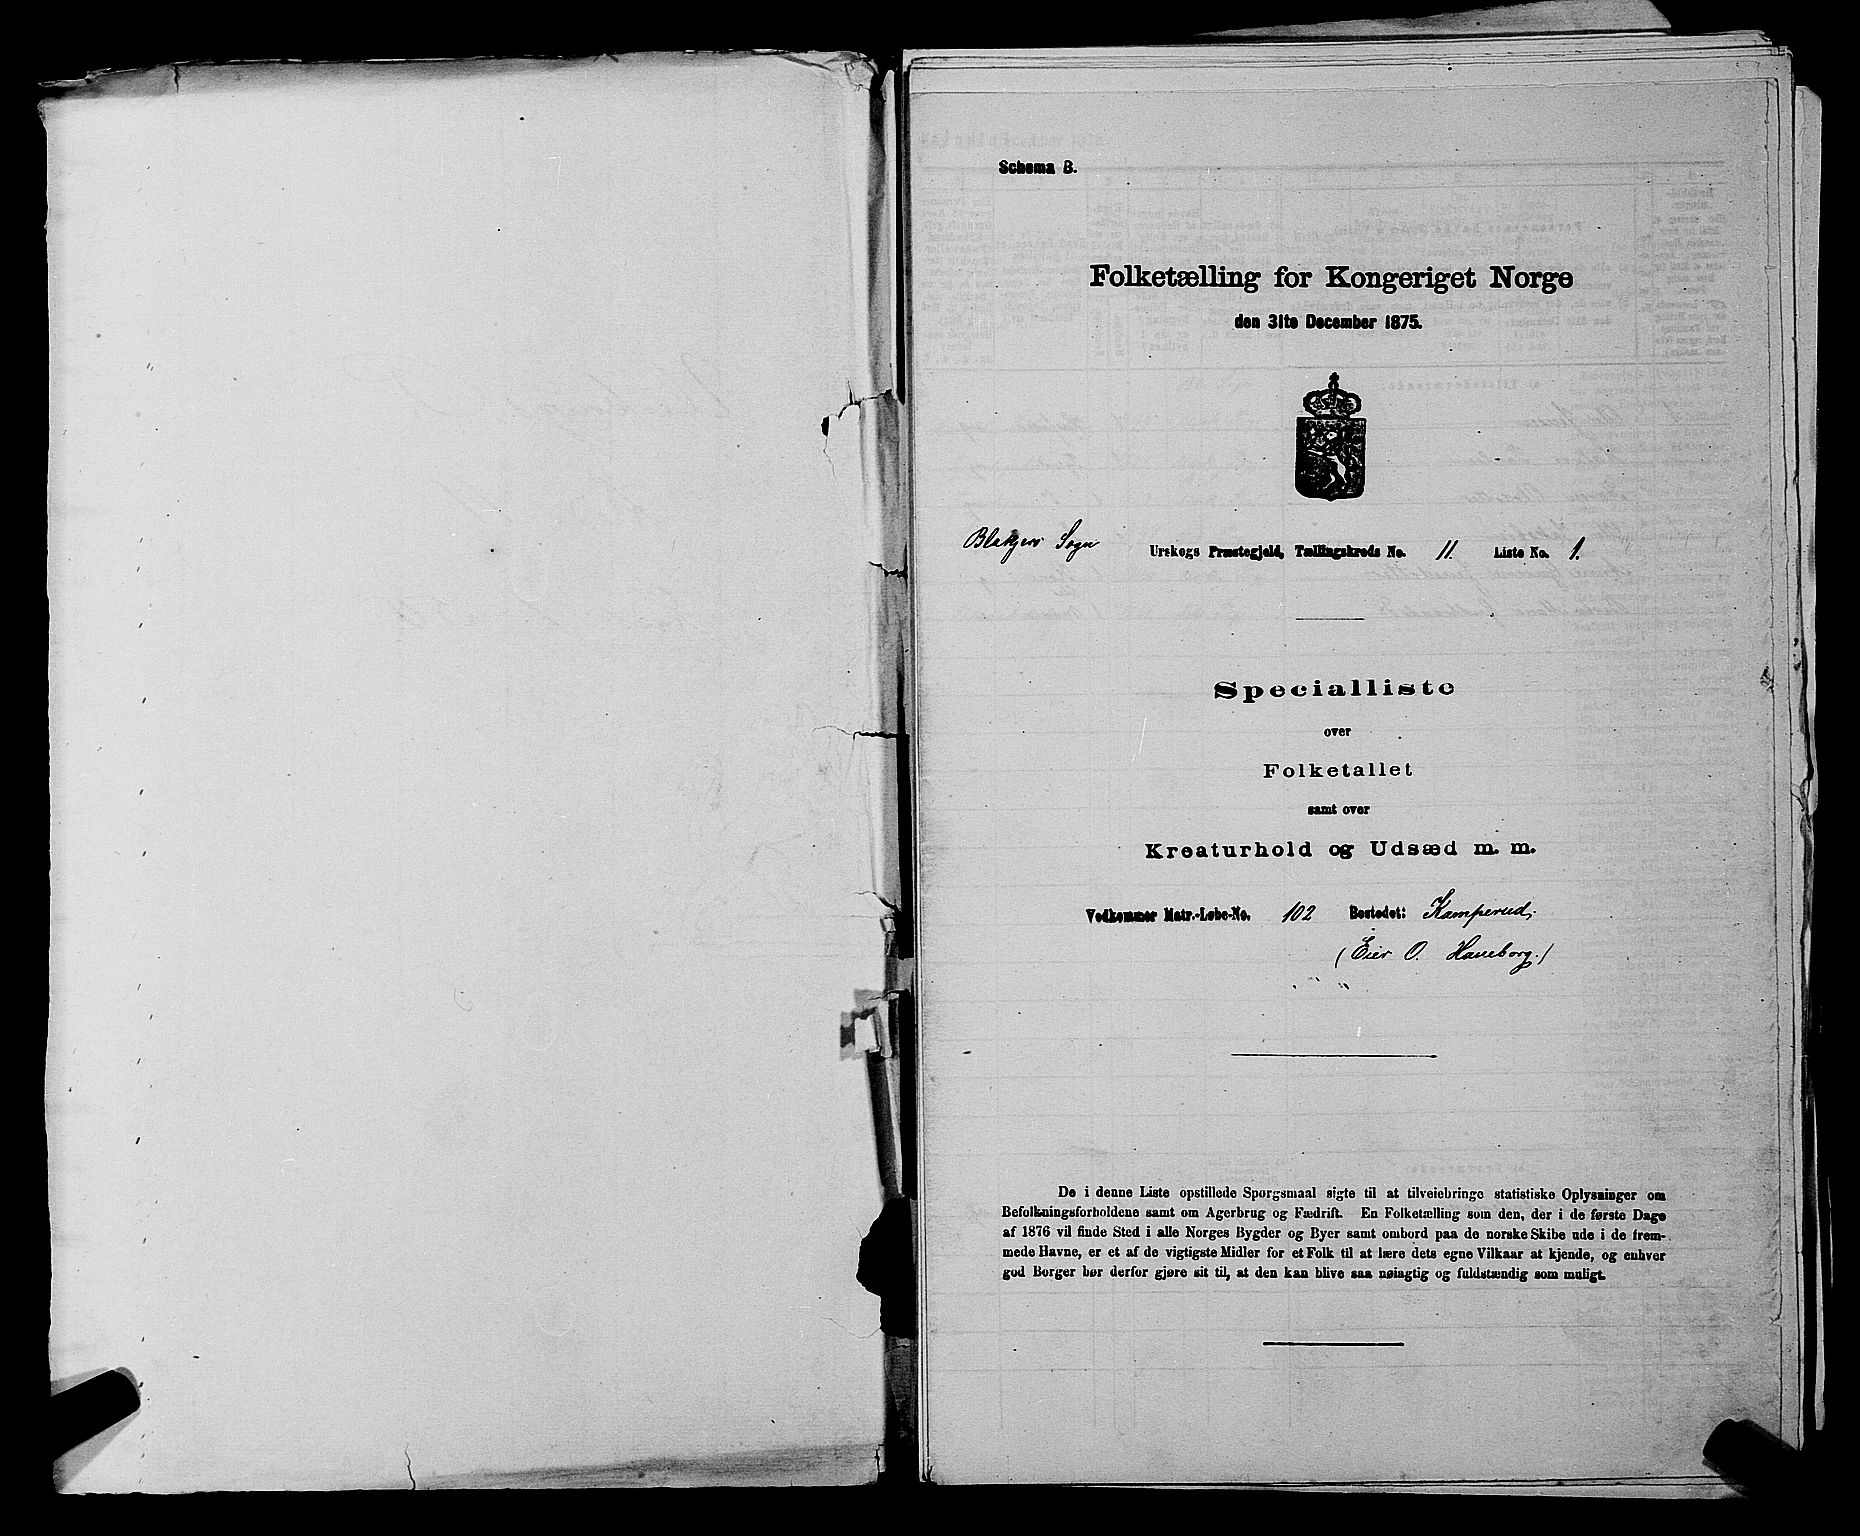 Schema B.
Folketælling for Kongeriget Norge
den 31te December 1875.
Blakjers Sogn Urskogs Præstegjeld, Tællingskreds No. 11. Liste No. 1.
Specialliste
over
Folketallet
samt over
Kreaturhold og Udsæd m. m.
Vedkommer Matr.-Løbe-No. 102 Bostedet: Kamperud.
(Eier O. Haneborg.)
De i denne Liste opstillede Spørgsmaal sigte til at tilveiebringe statistiske Oplysninger om
Befolkningsforholdene samt om Agerbrug og Fædrift. En Folketælling som den, der i de første Dage
af 1876 vil finde Sted i alle Norges Bygder og Byer samt ombord paa de norske Skibe ude i de frem-
mede Havne, er et af de vigtigste Midler for et Folk til at lære dets egne Vilkaar at kjende, og enhver
god Borger bør derfor gjøre sit til, at den kan blive saa nøiagtig og fuldstændig som muligt.